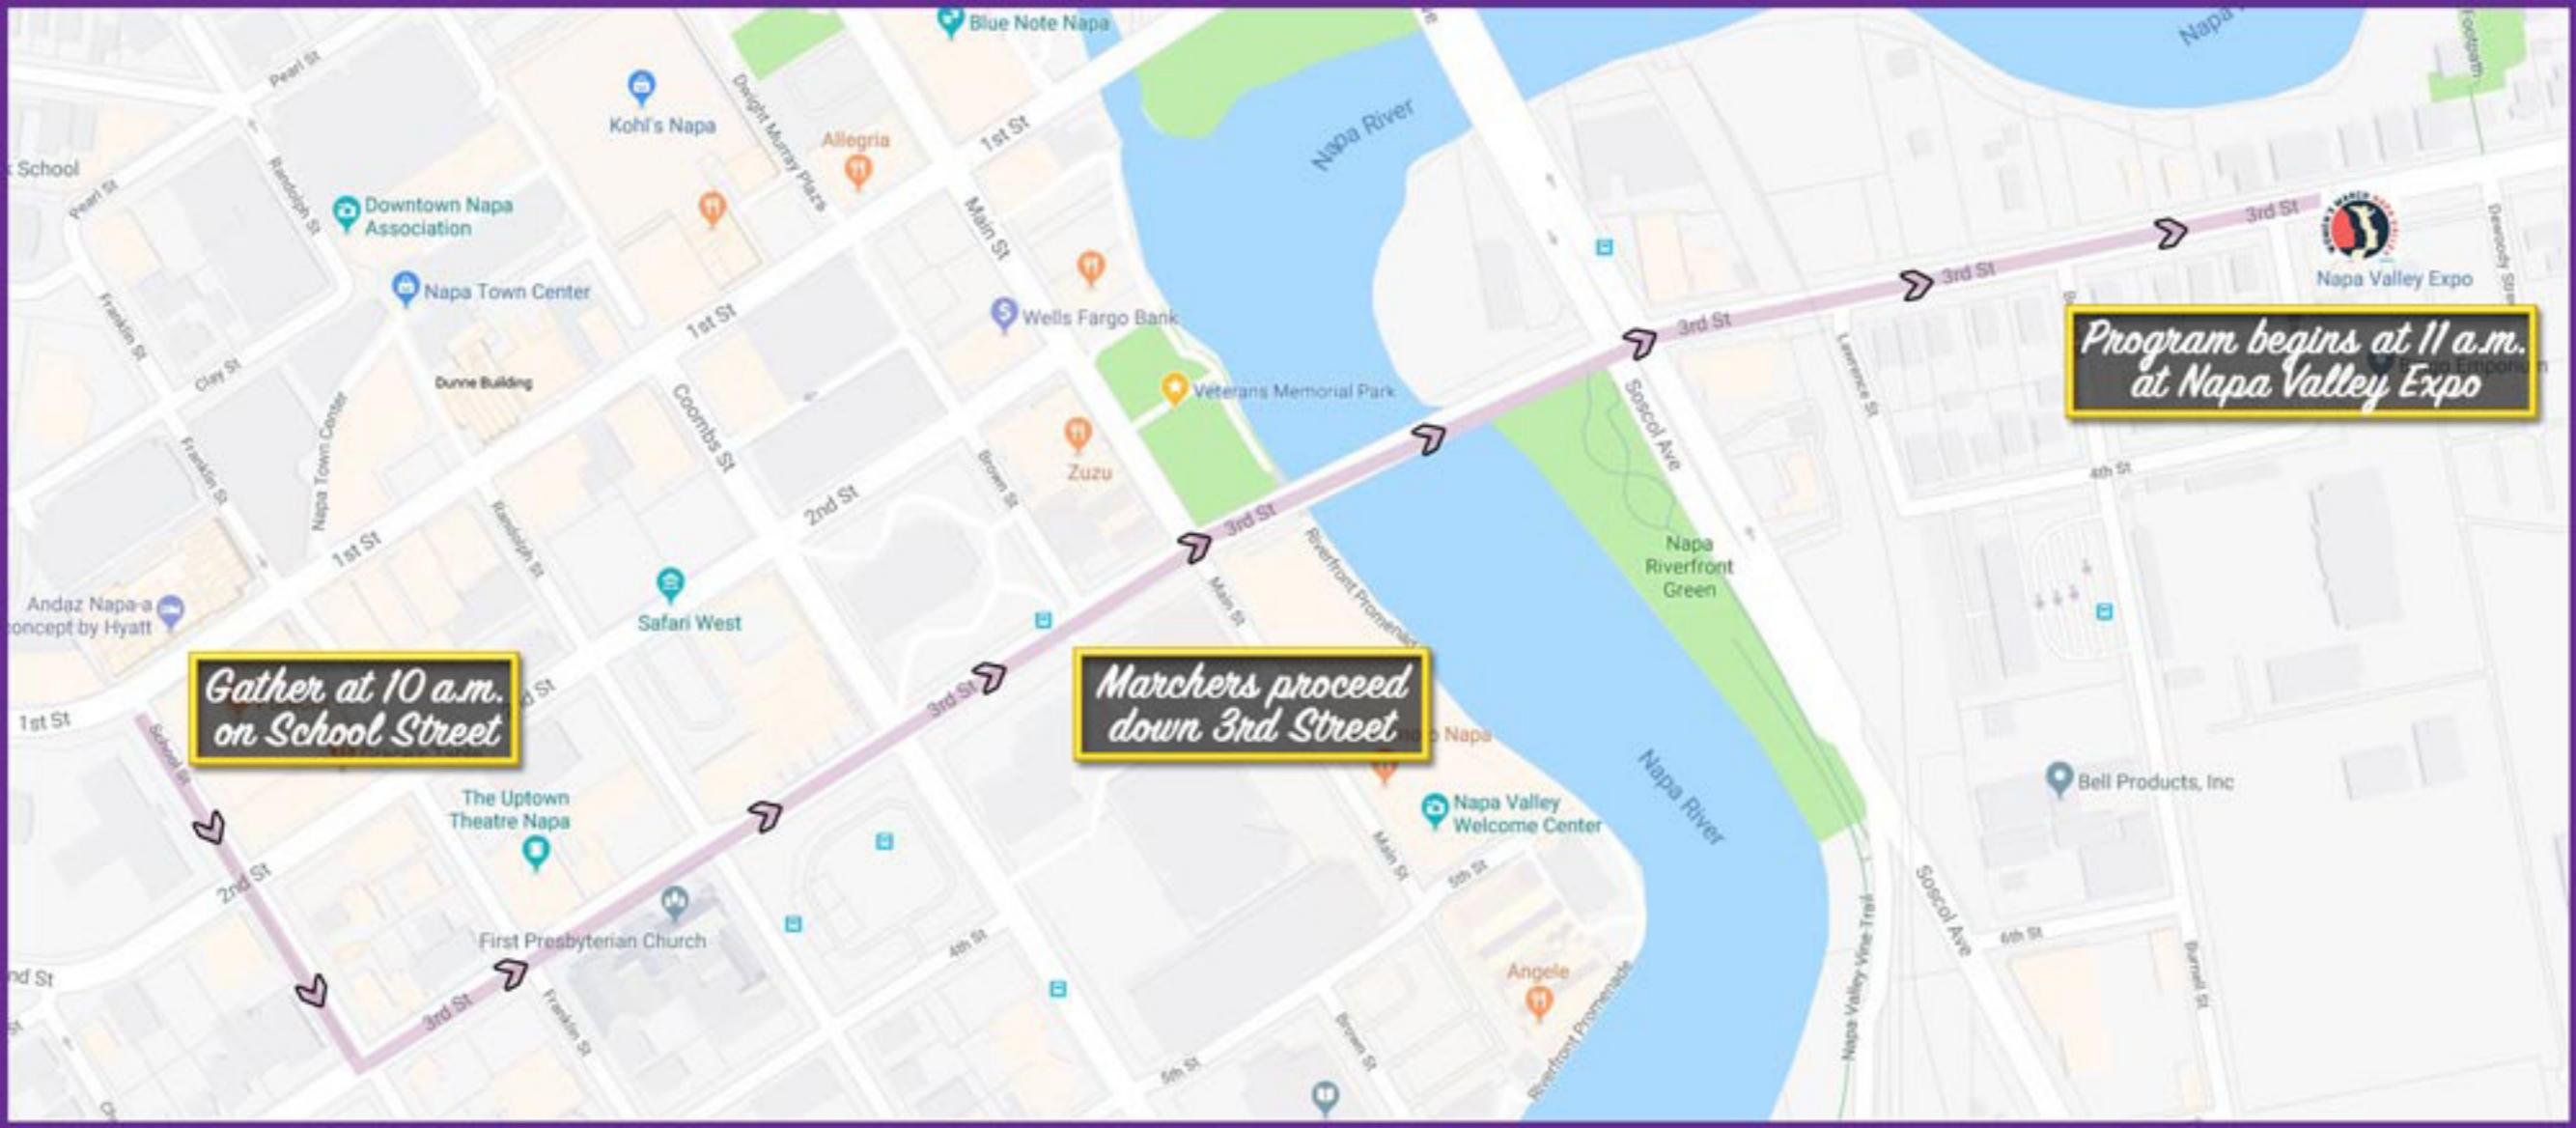 Blue Note Napa
Napa
Pearl St
Kohl's Napa
Dwight Murray Plaza
Allegria
1st St
Napa River
Footpath
School
Pearl St
Randolph St
Downtown Napa
Association
Main St
3rd St
Napa Valley Expo
Napa Town Center
Franklin St
1st St
Wells Fargo Bank
3rd St
3rd St
Program begins at 11 a.m.
at Napa Valley Expo
Clay St
Dunne Building
Coombs St
Veterans Memorial Park
Soscol Ave
Lawrence St
Franklin St
Napa Town Center
Zuzu
Brown St
4th St
1st St
Randolph St
2nd St
3rd St
Napa
Riverfront
Green
Andaz Napa-a
concept by Hyatt
Safari West
Main St
Riverfront Promenad
Gather at 10 a.m.
on School Street
d St
3rd St
Marchers proceed
down 3rd Street
Napa
1st St
School St
The Uptown
Theatre Napa
Napa Valley
Welcome Center
Napa River
Bell Products, Inc
2nd St
Main St
5th St
First Presbyterian Church
4th St
Soscol Ave
6th St
nd St
3rd St
Franklin St
Angele
Napa Valley Vine Trail
Burnell St
5th St
Brown St
Riverfront Promenade